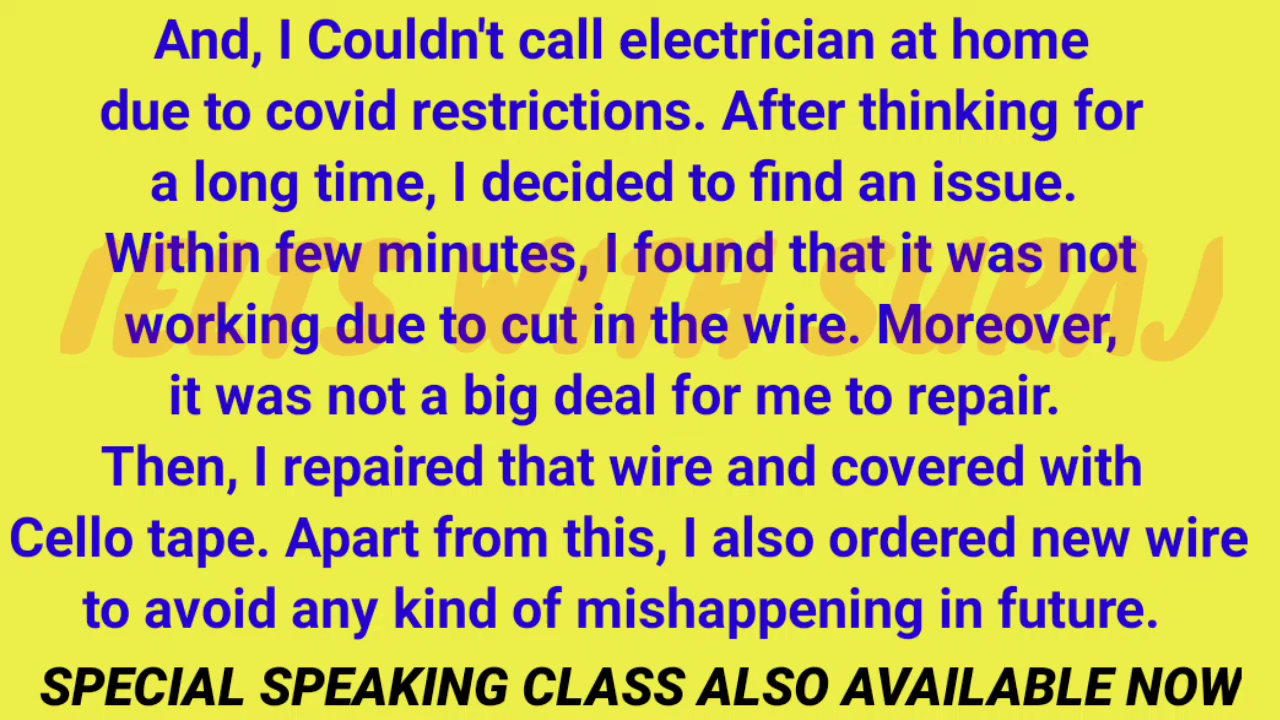 And, I Couldn't call electrician at home
due to covid restrictions. After thinking for
a long time, I decided to find an issue.
Within few minutes, I found that it was not
IELTS WITH SURAJ
working due to cut in the wire. Moreover,
it was not a big deal for me to repair.
Then, I repaired that wire and covered with
Cello tape. Apart from this, I also ordered new wire
to avoid any kind of mishappening in future.
SPECIAL SPEAKING CLASS ALSO AVAILABLE NOW